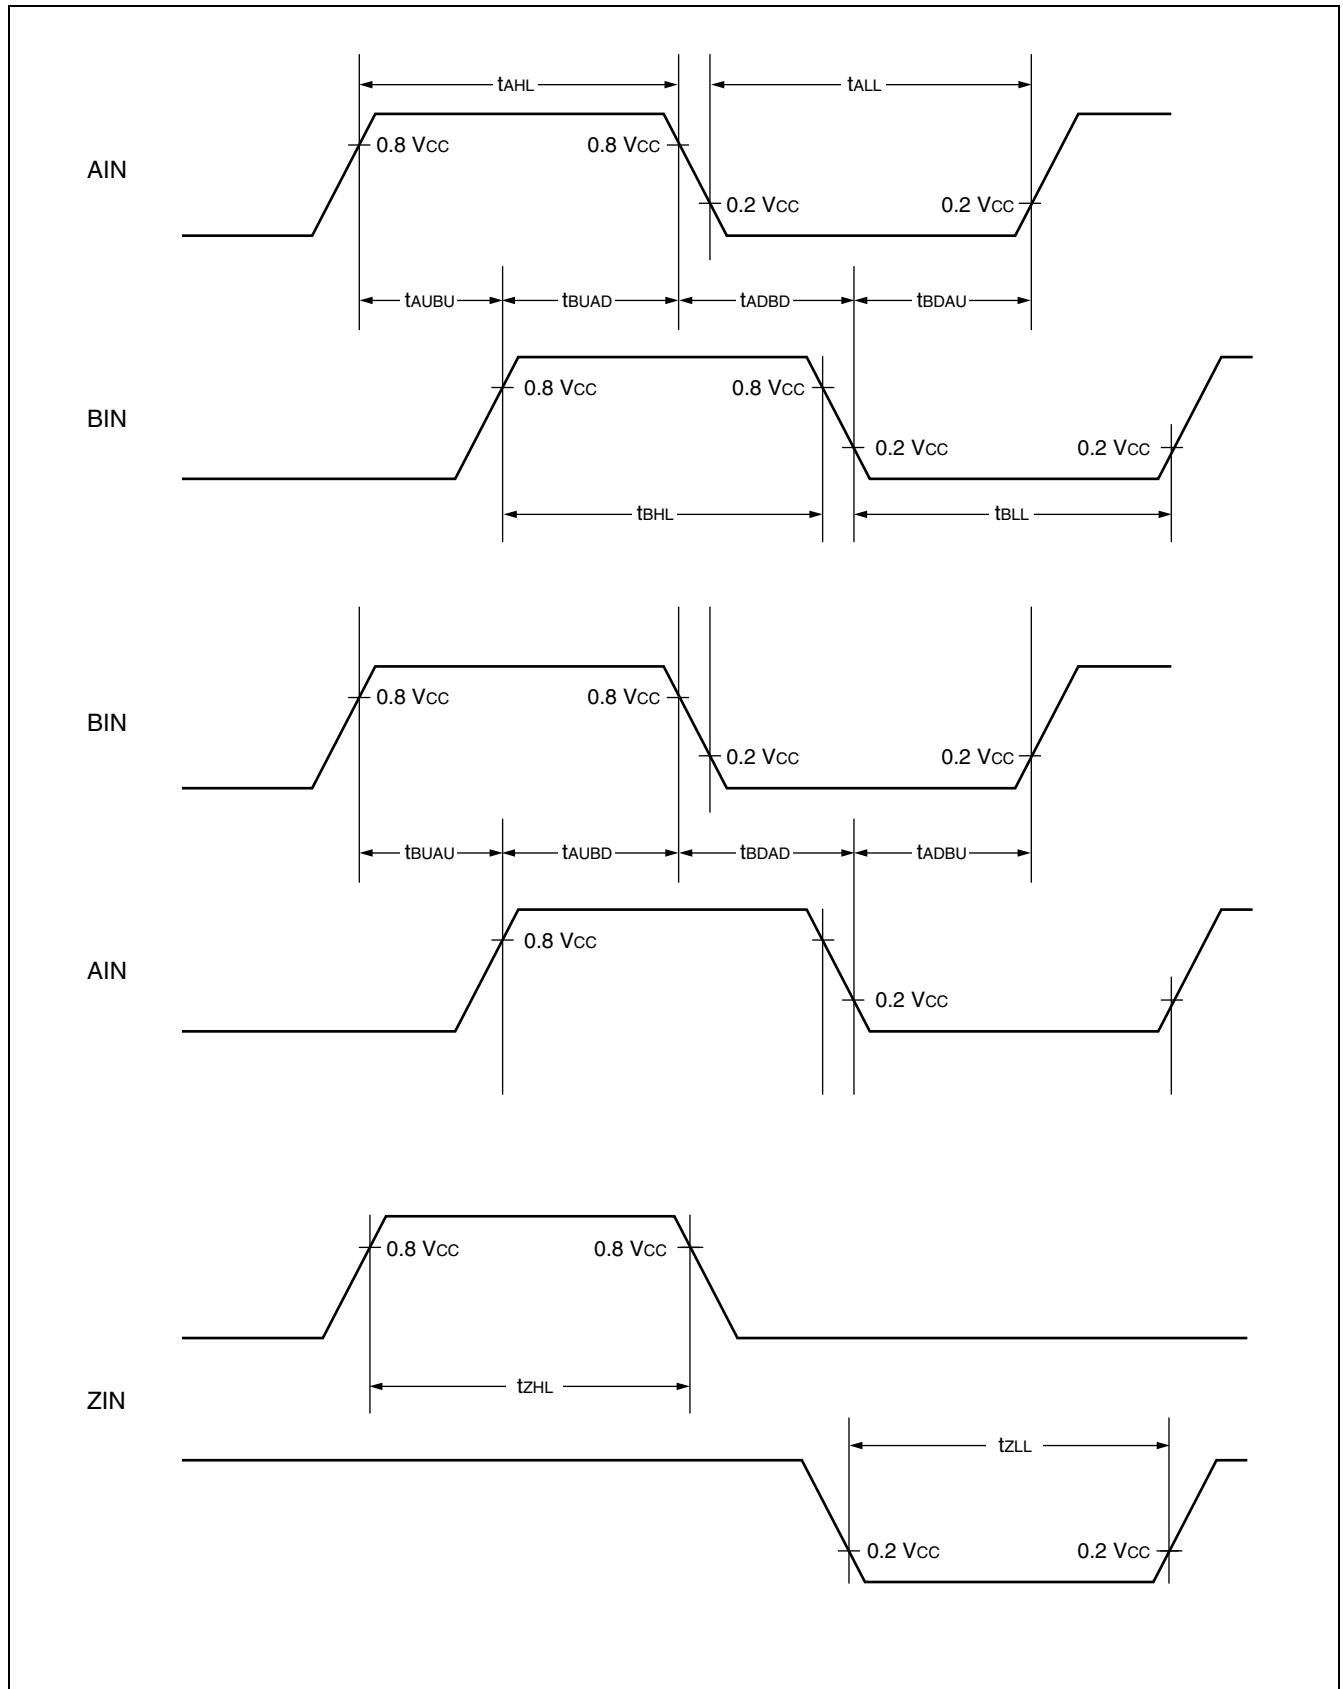 tAHL tALL
0.8 VCC 0.8 VCC
AIN
0.2 VCC 0.2 VCC
tAUBU tBUAD tADBD tBDAU
0.8 VCC 0.8 VCC
BIN
0.2 VCC 0.2 VCC
tBHL tBLL
0.8 VCC 0.8 VCC
BIN
0.2 VCC 0.2 VCC
tBUAU tAUBD tBDAD tADBU
0.8 VCC
AIN
0.2 VCC
0.8 VCC 0.8 VCC
tZHL
ZIN
tZLL
0.2 VCC 0.2 VCC